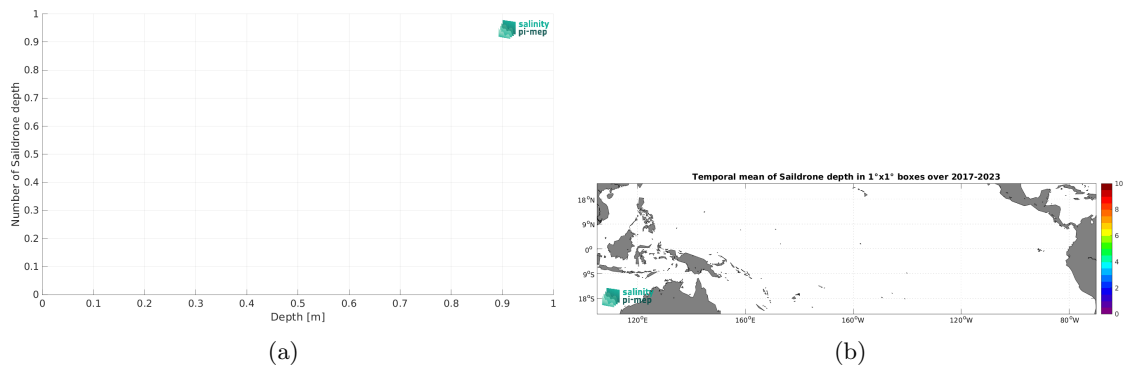 1
0.9
0.8
0.7
0.6
0.5
0.4
0.3
0.2
0.1
0
Number of Saildrone depth
0 0.1 0.2 0.3 0.4 0.5 0.6 0.7 0.8 0.9 1
Depth [m]
salinity
pi-mep
(a)
Temporal mean of Saildrone depth in 1°x1° boxes over 2017-2023
18°N
9°N
0°
9°S
18°S
120°E 160°E 160°W 120°W 80°W
salinity
pi-mep
10
8
6
4
2
0
(b)